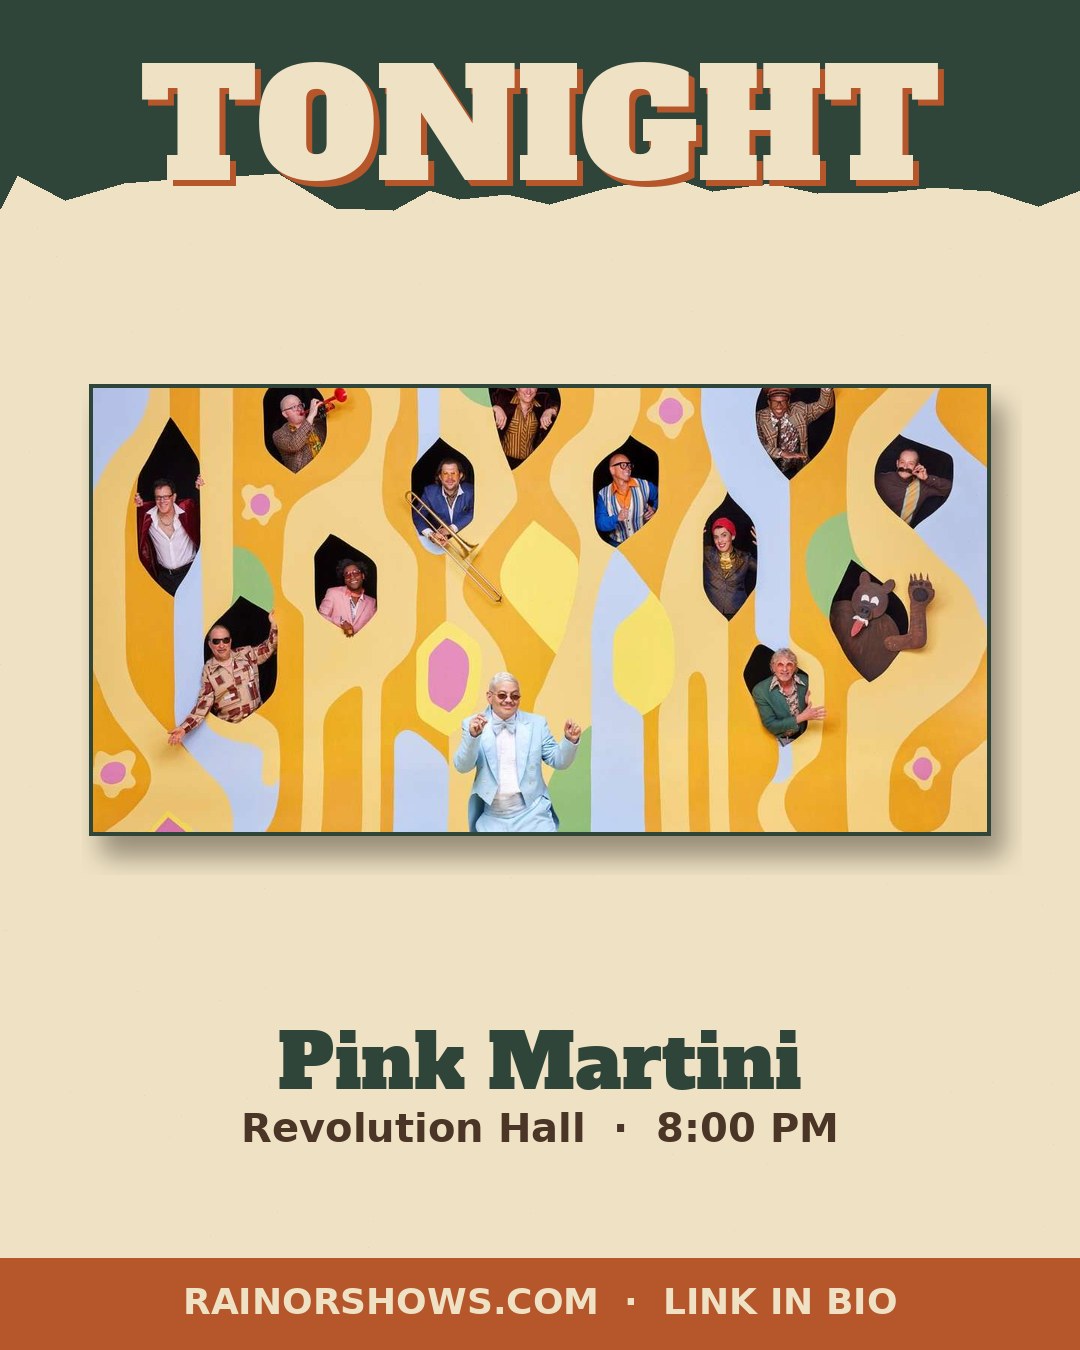 TONIGHT
Pink Martini
Revolution Hall · 8:00 PM
RAINORSHOWS.COM · LINK IN BIO